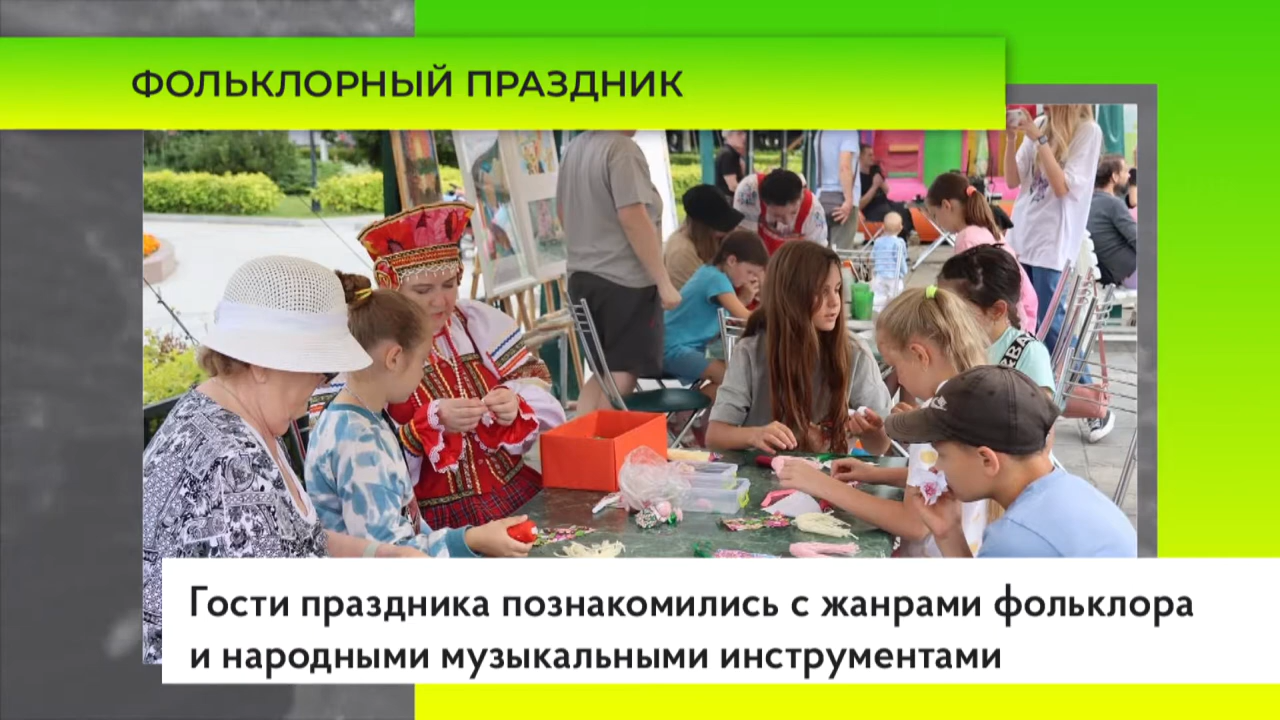 ФОЛЬКЛОРНЫЙ ПРАЗДНИК
Гости праздника познакомились с жанрами фольклора
и народными музыкальными инструментами